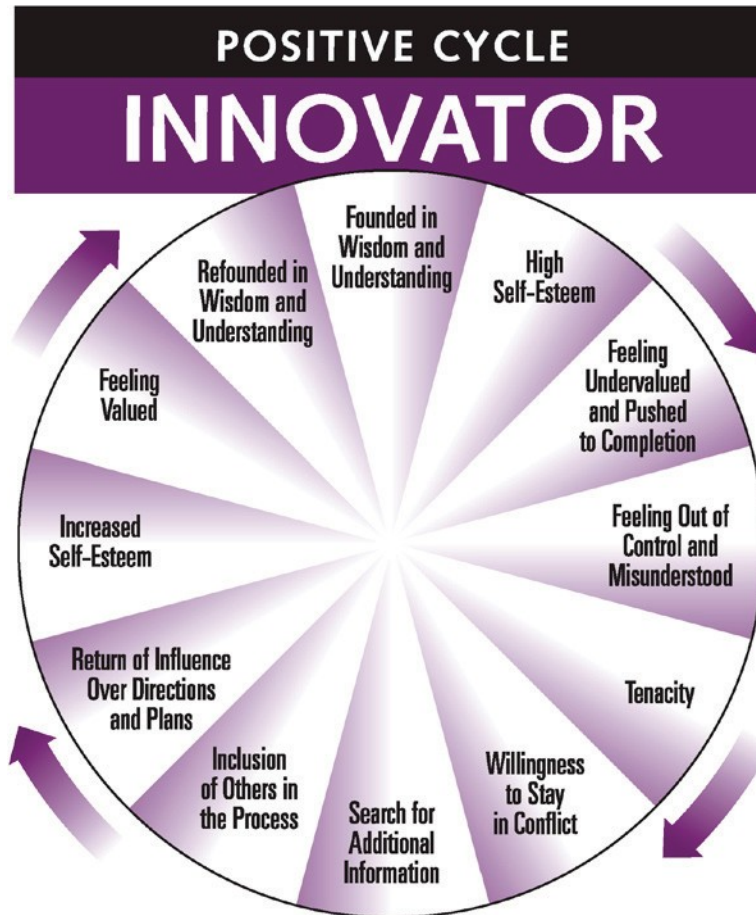 POSITIVE CYCLE
INNOVATOR
Founded in
Wisdom and
Understanding
High
Self-Esteem
Feeling
Undervalued
and Pushed
to Completion
Feeling Out of
Control and
Misunderstood
Tenacity
Willingness
to Stay
in Conflict
Search for
Additional
Information
Inclusion
of Others in
the Process
Return of Influence
Over Directions
and Plans
Increased
Self-Esteem
Feeling
Valued
Refounded in
Wisdom and
Understanding